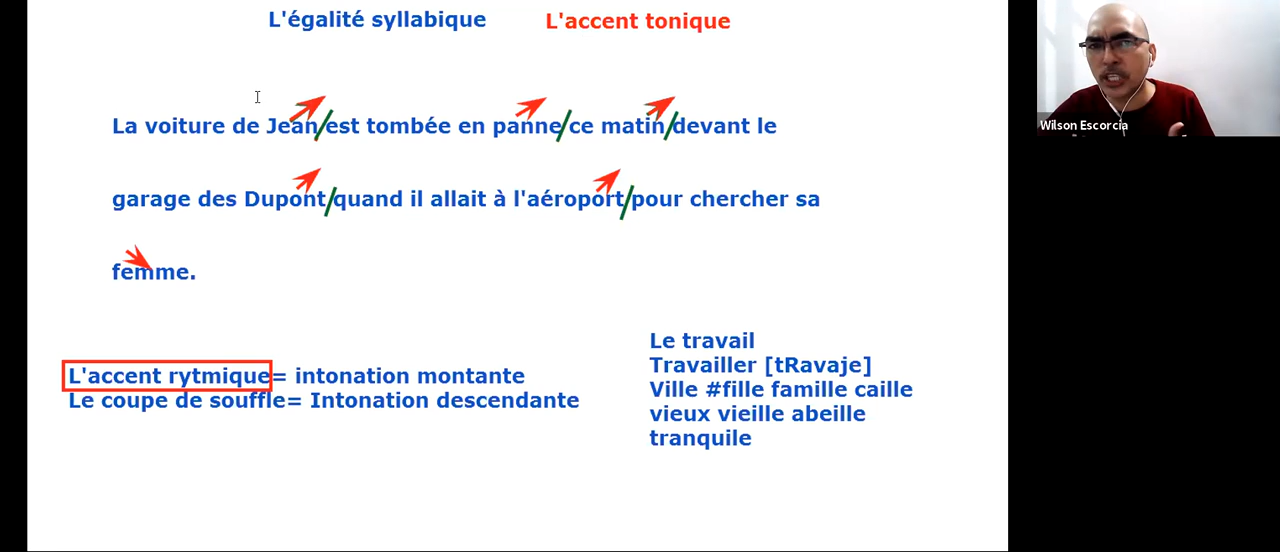 L'égalité syllabique L'accent tonique
La voiture de Jean/est tombée en panne/ce matin/devant le
garage des Dupont/quand il allait à l'aéroport/pour chercher sa
femme.
L'accent rytmique= intonation montante
Le coupe de souffle= Intonation descendante
Le travail
Travailler [tRavaje]
Ville #fille famille caille
vieux vieille abeille
tranquile
Wilson Escorcia